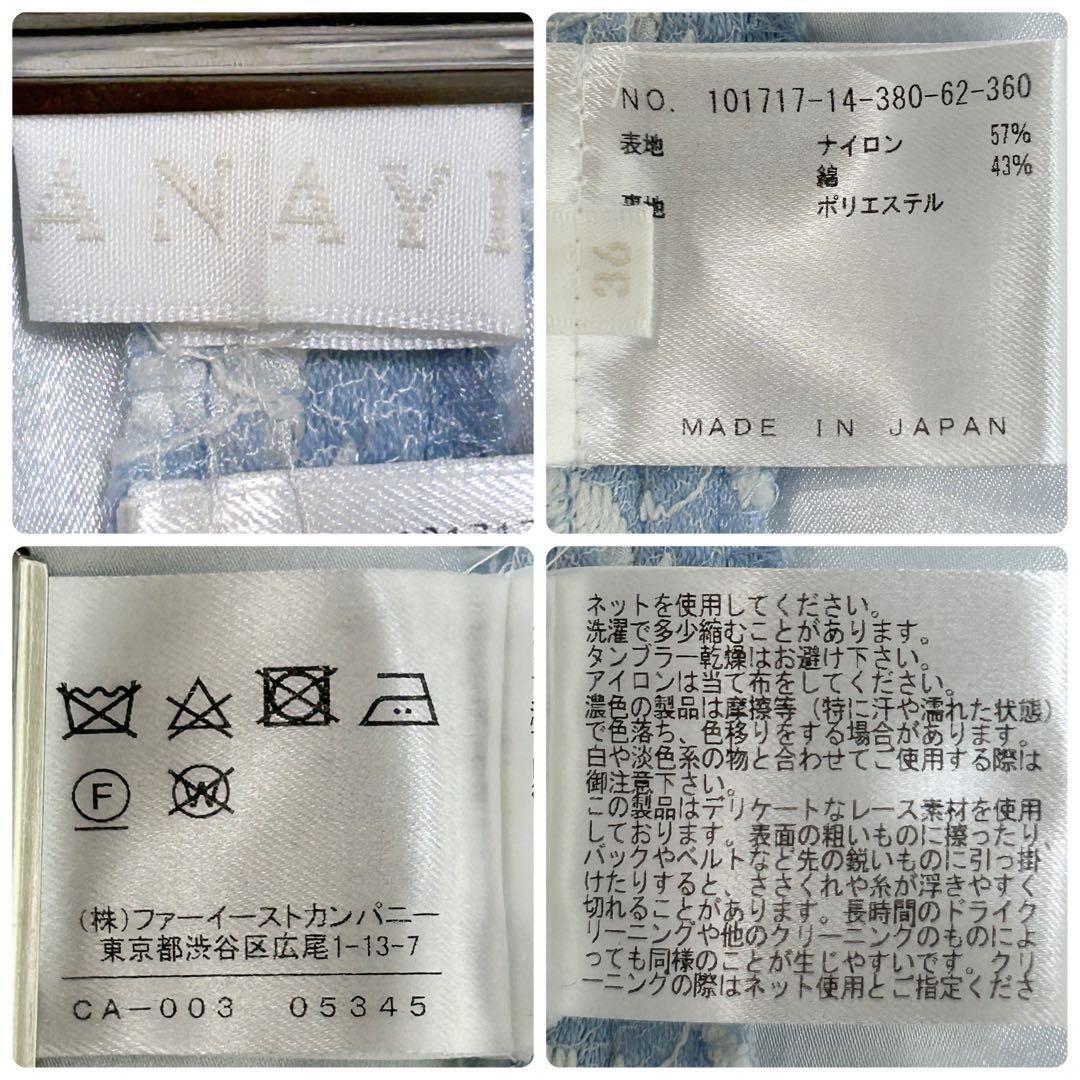 ANAYI
NO. 101717-14-380-62-360
表地 ナイロン 57%
綿 43%
裏地 ポリエステル
36
MADE IN JAPAN
F
W
(株)ファーイーストカンパニー
東京都渋谷区広尾1-13-7
CA-003 05345
ネットを使用してください。
洗濯で多少縮むことがあります。
タンブラー乾燥はお避け下さい。
アイロンは当て布をしてください。
濃色の製品は摩擦等(特に汗や濡れた状態)
で色落ち、色移りをする場合があります。
白や淡色系の物と合わせてご使用する際は
御注意下さい。
この製品はデリケートなレース素材を使用
しております。表面の粗いものに擦ったり、
バックやベルトなど先の鋭いものに引っ掛
けたりすると、ささくれや糸が浮きやすく
切れることがあります。長時間のドライク
リーニングや他のクリーニングのものによ
っても同様のことが生じやすいです。クリ
ーニングの際はネット使用とご指定くださ